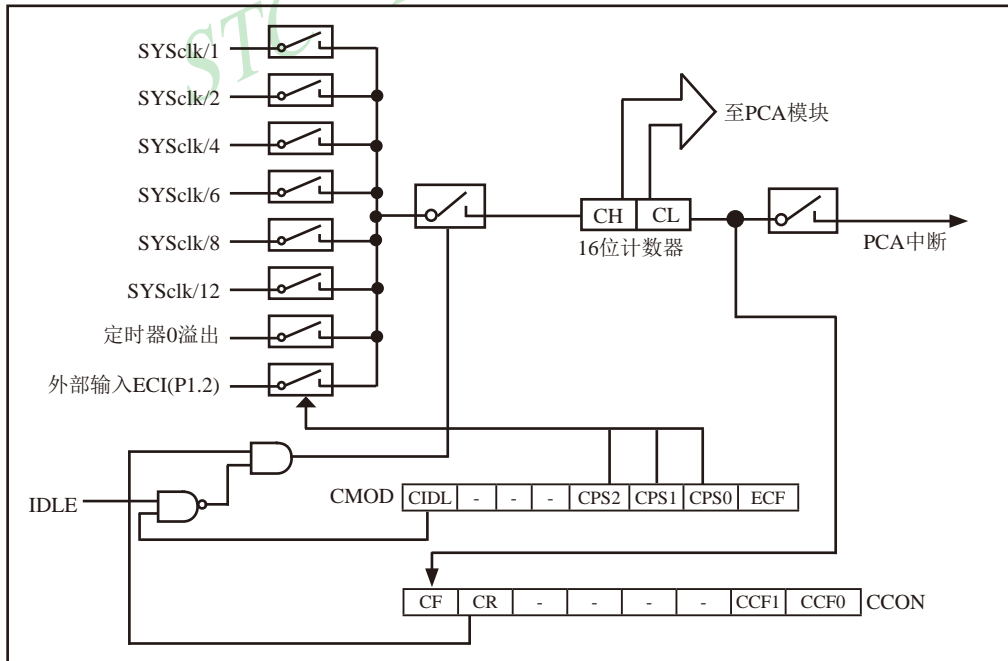 STC
SYSclk/1
SYSclk/2
SYSclk/4
SYSclk/6
SYSclk/8
SYSclk/12
定时器0溢出
外部输入ECI(P1.2)
至PCA模块
CH CL
16位计数器
PCA中断
IDLE
CMOD CIDL - - - CPS2 CPS1 CPS0 ECF
CF CR - - - - CCF1 CCF0 CCON